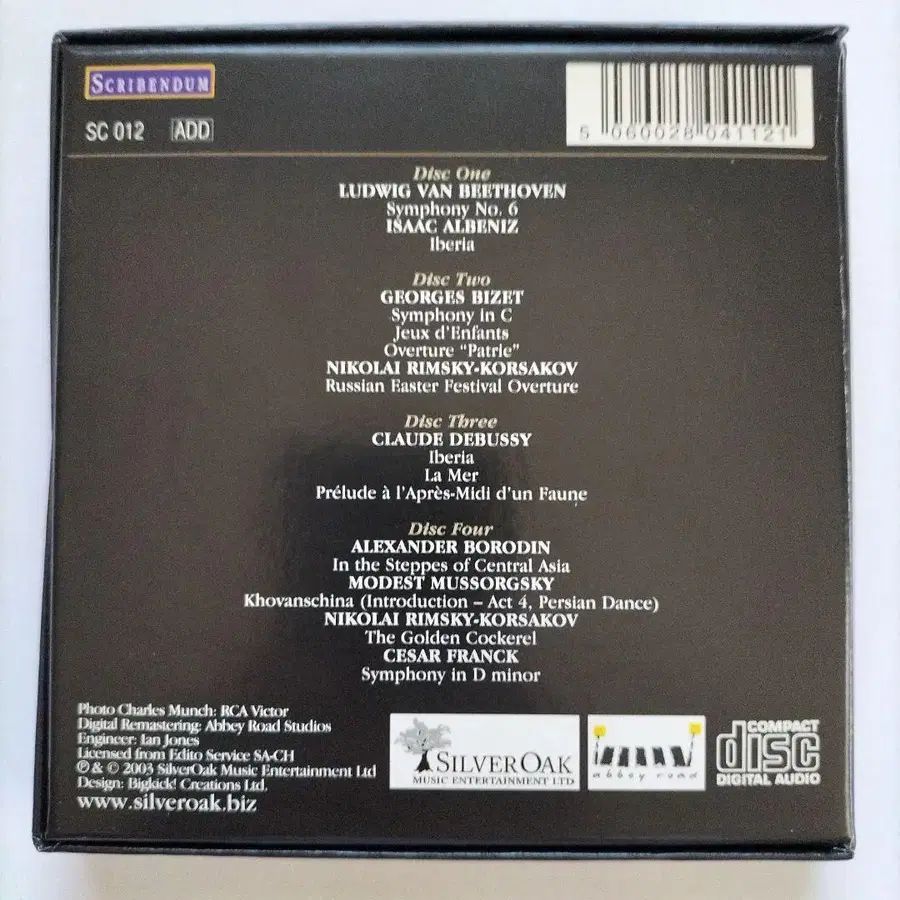 SCRIBENDUM
SC 012 ADD
5 060028 041121
Disc One
LUDWIG VAN BEETHOVEN
Symphony No. 6
ISAAC ALBENIZ
Iberia
Disc Two
GEORGES BIZET
Symphony in C
Jeux d'Enfants
Overture "Patrie"
NIKOLAI RIMSKY-KORSAKOV
Russian Easter Festival Overture
Disc Three
CLAUDE DEBUSSY
Iberia
La Mer
Prélude à l'Après-Midi d'un Faune
Disc Four
ALEXANDER BORODIN
In the Steppes of Central Asia
MODEST MUSSORGSKY
Khovanschina (Introduction – Act 4, Persian Dance)
NIKOLAI RIMSKY-KORSAKOV
The Golden Cockerel
CESAR FRANCK
Symphony in D minor
Photo Charles Munch: RCA Victor
Digital Remastering: Abbey Road Studios
Engineer: Ian Jones
Licensed from Edito Service SA-CH
℗ & © 2003 SilverOak Music Entertainment Ltd
Design: Bigkick! Creations Ltd.
www.silveroak.biz
SILVEROAK
MUSIC ENTERTAINMENT LTD
abbey road
COMPACT
disc
DIGITAL AUDIO